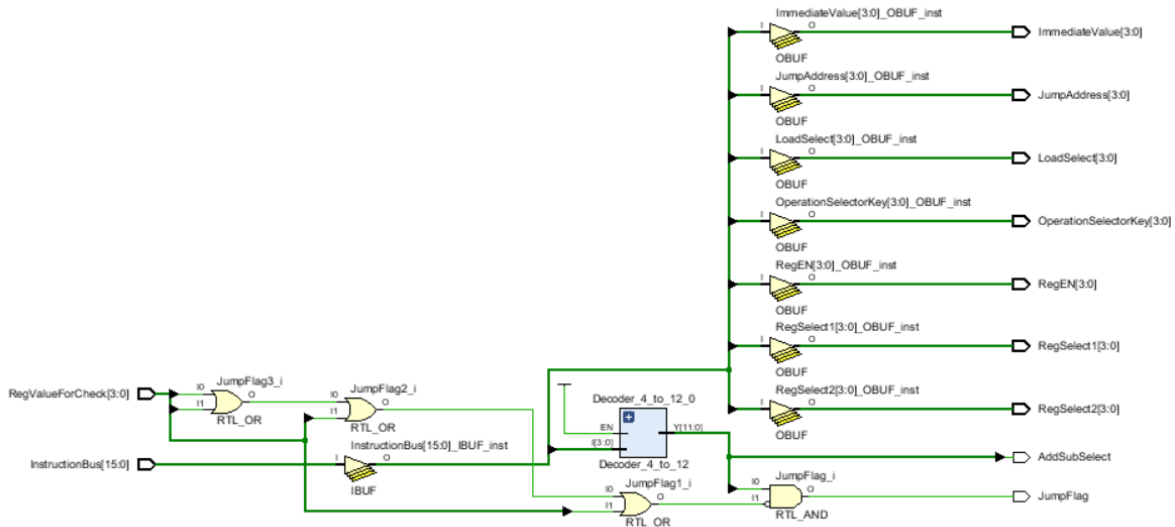 ImmediateValue[3:0]_OBUF_inst
I
O
ImmediateValue[3:0]
OBUF
JumpAddress[3:0]_OBUF_inst
I
O
JumpAddress[3:0]
OBUF
LoadSelect[3:0]_OBUF_inst
I
O
LoadSelect[3:0]
OBUF
OperationSelectorKey[3:0]_OBUF_inst
I
O
OperationSelectorKey[3:0]
OBUF
RegEN[3:0]_OBUF_inst
I
O
RegEN[3:0]
OBUF
RegSelect1[3:0]_OBUF_inst
I
O
RegSelect1[3:0]
OBUF
RegSelect2[3:0]_OBUF_inst
I
O
RegSelect2[3:0]
OBUF
RegValueForCheck[3:0]
JumpFlag3_i
I0
I1
O
RTL_OR
JumpFlag2_i
I0
I1
O
RTL_OR
Decoder_4_to_12_0
EN
I[3:0]
Y[11:0]
Decoder_4_to_12
InstructionBus[15:0]
InstructionBus[15:0]_IBUF_inst
I
O
IBUF
AddSubSelect
JumpFlag1_i
I0
I1
O
RTL_OR
JumpFlag_i
I0
I1
O
RTL_AND
JumpFlag